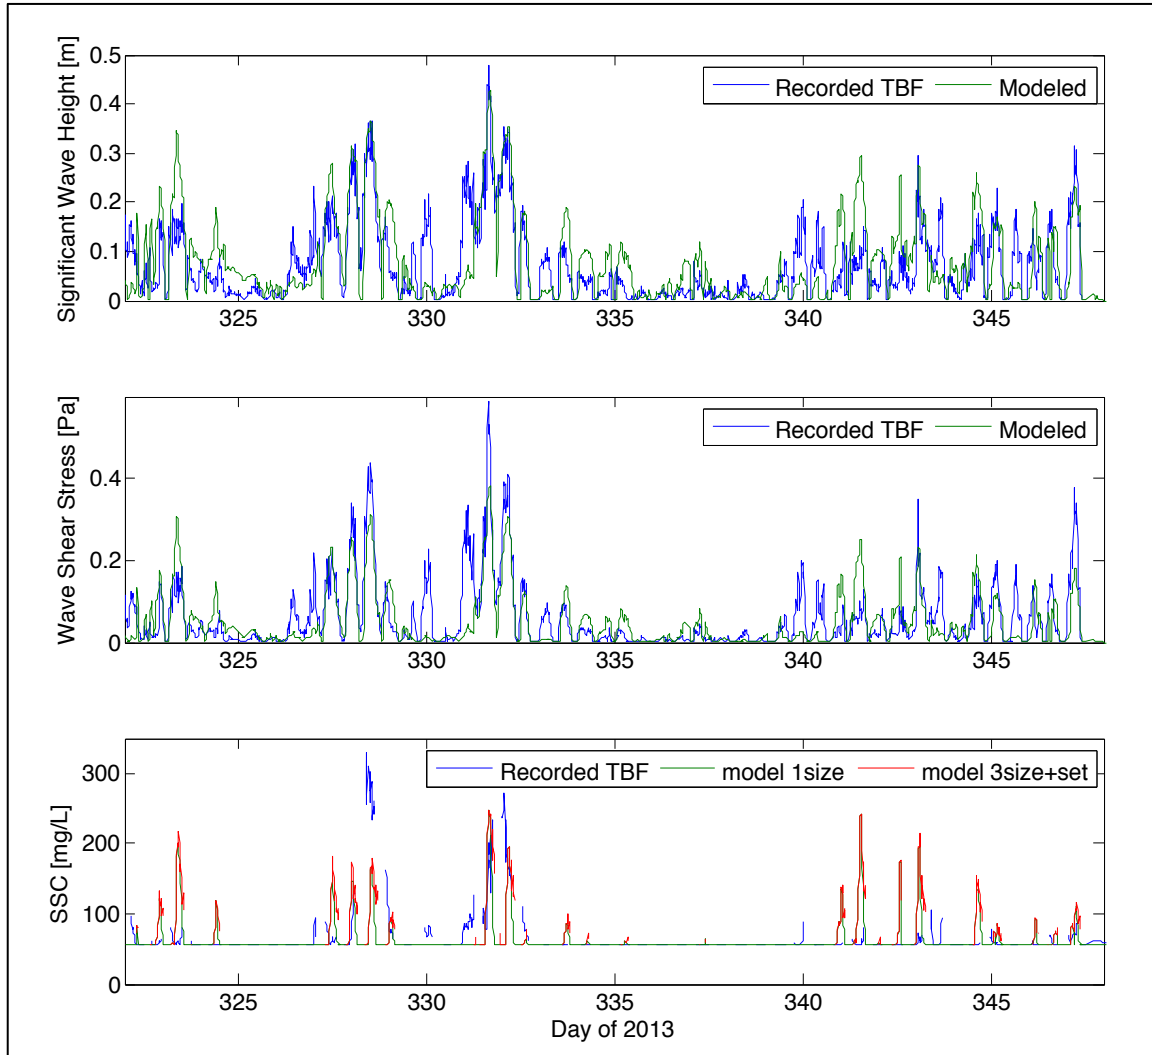 Significant Wave Height [m]
0.5
0.4
0.3
0.2
0.1
0
Recorded TBF Modeled
325 330 335 340 345
Wave Shear Stress [Pa]
0.4
0.2
0
Recorded TBF Modeled
325 330 335 340 345
SSC [mg/L]
300
200
100
0
Recorded TBF model 1size model 3size+set
325 330 335 340 345
Day of 2013